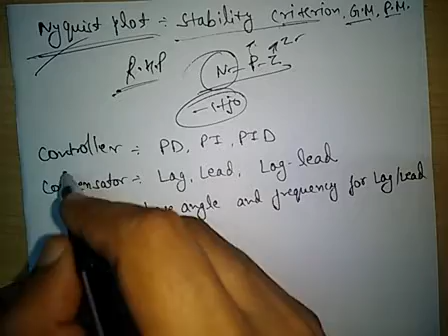 Nyquist plot :- Stability Criterion, G.M, P.M.
R.H.P N = P - Z
-1+j0
Controller :- PD, PI, PID
Compensator :- Lag, Lead, Lag-lead
angle and frequency for Lag/Lead